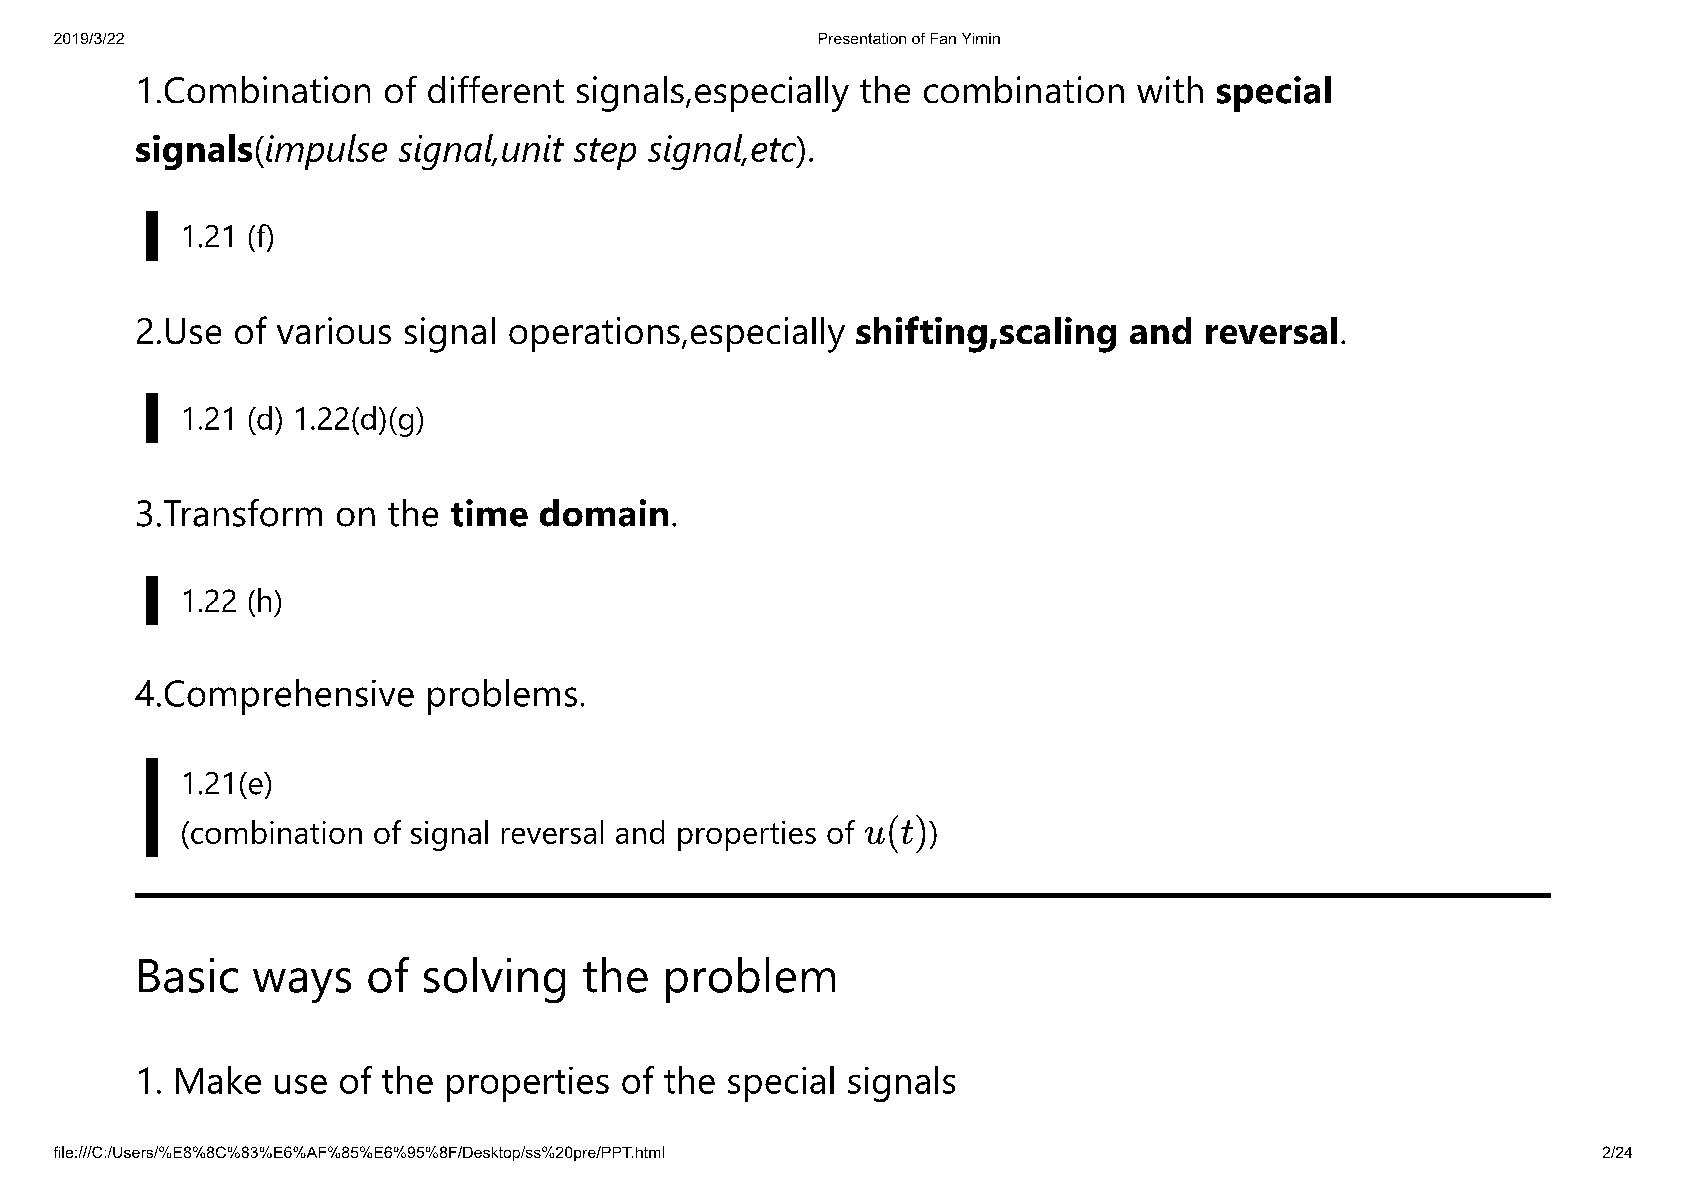 2019/3/22 Presentation of Fan Yimin
1.Combination of different signals,especially the combination with special
signals(impulse signal,unit step signal,etc).
1.21 (f)
2.Use of various signal operations,especially shifting,scaling and reversal.
1.21 (d) 1.22(d)(g)
3.Transform on the time domain.
1.22 (h)
4.Comprehensive problems.
1.21(e)
(combination of signal reversal and properties of u(t))
Basic ways of solving the problem
1. Make use of the properties of the special signals
file:///C:/Users/%E8%8C%83%E6%AF%85%E6%95%8F/Desktop/ss%20pre/PPT.html 2/24